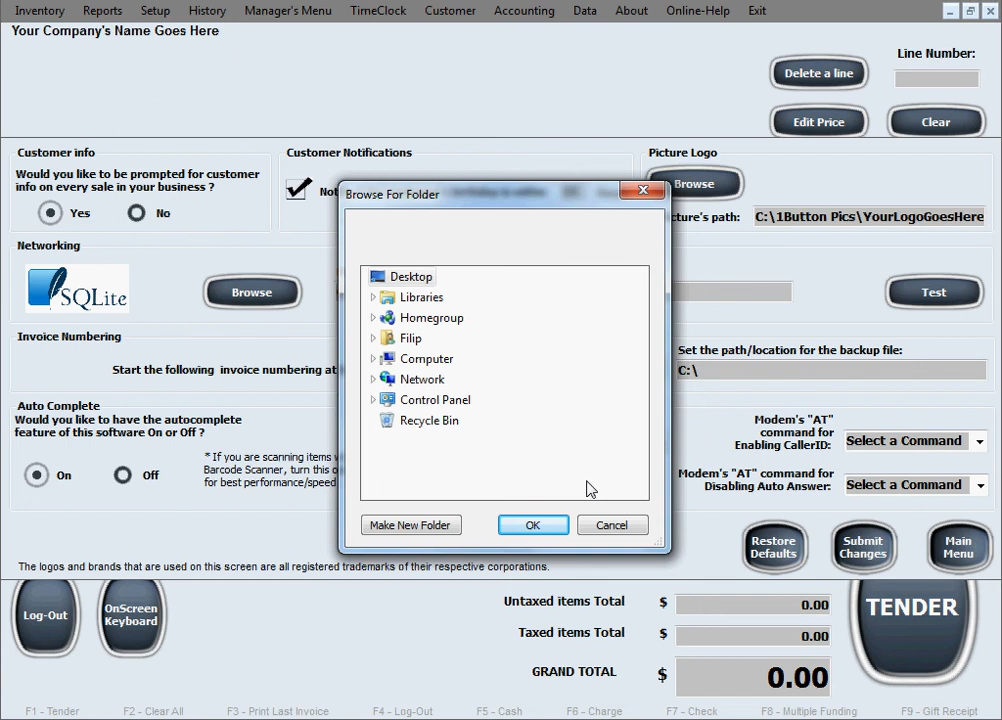 Inventory Reports Setup History Manager's Menu TimeClock Customer Accounting Data About Online-Help Exit
Your Company's Name Goes Here
Line Number:
Delete a line
Edit Price
Clear
Customer info
Would you like to be prompted for customer
info on every sale in your business ?
Yes
No
Customer Notifications
Picture Logo
Browse
C:\1Button Pics\YourLogoGoesHere
Networking
SQLite
Browse
Test
Invoice Numbering
Start the following invoice numbering at
Set the path/location for the backup file:
C:\
Auto Complete
Would you like to have the autocomplete
feature of this software On or Off ?
On
Off
* If you are scanning items
Barcode Scanner, turn this
for best performance/speed
Modem's "AT"
command for
Enabling CallerID:
Select a Command
Modem's "AT" command for
Disabling Auto Answer:
Select a Command
Browse For Folder
Desktop
Libraries
Homegroup
Filip
Computer
Network
Control Panel
Recycle Bin
Make New Folder
OK
Cancel
Restore
Defaults
Submit
Changes
Main
Menu
The logos and brands that are used on this screen are all registered trademarks of their respective corporations.
Log-Out
OnScreen
Keyboard
Untaxed items Total $ 0.00
Taxed items Total $ 0.00
GRAND TOTAL $ 0.00
TENDER
F1 - Tender F2 - Clear All F3 - Print Last Invoice F4 - Log-Out F5 - Cash F6 - Charge F7 - Check F8 - Multiple Funding F9 - Gift Receipt